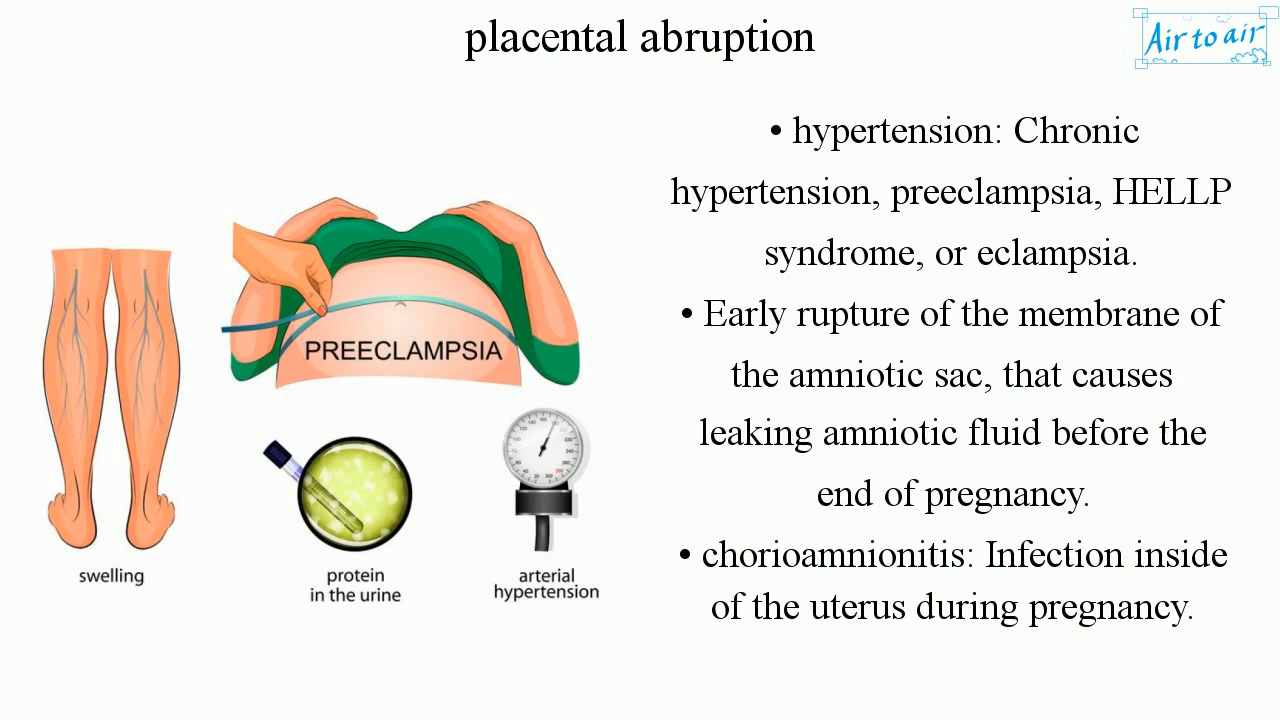 placental abruption
Air to air
• hypertension: Chronic
hypertension, preeclampsia, HELLP
syndrome, or eclampsia.
• Early rupture of the membrane of
the amniotic sac, that causes
leaking amniotic fluid before the
end of pregnancy.
• chorioamnionitis: Infection inside
of the uterus during pregnancy.
PREECLAMPSIA
swelling
protein
in the urine
arterial
hypertension